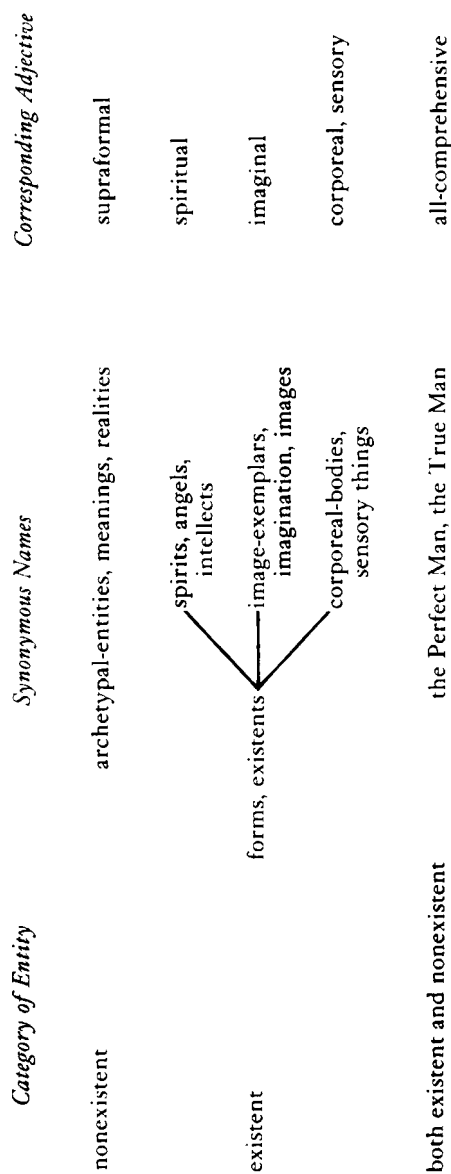 Category of Entity Synonymous Names Corresponding Adjective
nonexistent archetypal-entities, meanings, realities supraformal
spirits, angels, spiritual
intellects
existent forms, existents image-exemplars, imaginal
imagination, images
corporeal-bodies, corporeal, sensory
sensory things
both existent and nonexistent the Perfect Man, the True Man all-comprehensive